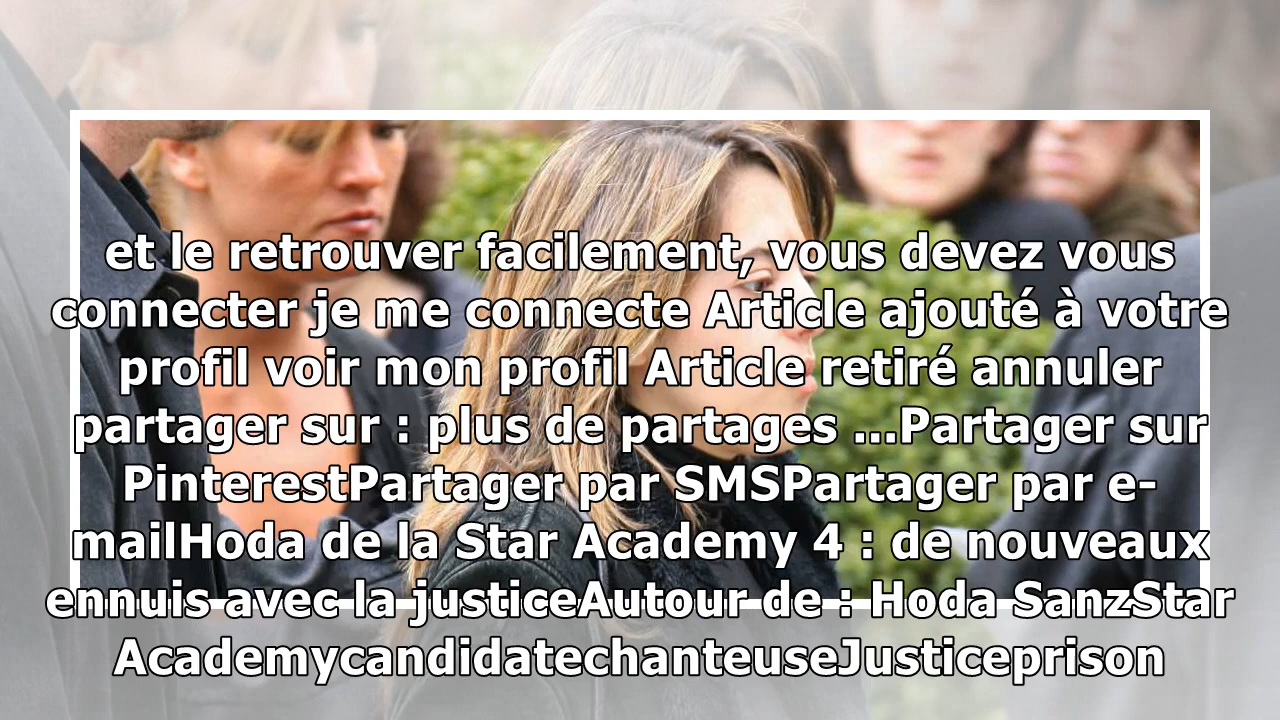 et le retrouver facilement, vous devez vous
connecter je me connecte Article ajouté à votre
profil voir mon profil Article retiré annuler
partager sur : plus de partages ...Partager sur
PinterestPartager par SMSPartager par e-
mailHoda de la Star Academy 4 : de nouveaux
ennuis avec la justiceAutour de : Hoda SanzStar
AcademycandidatechanteuseJusticeprison